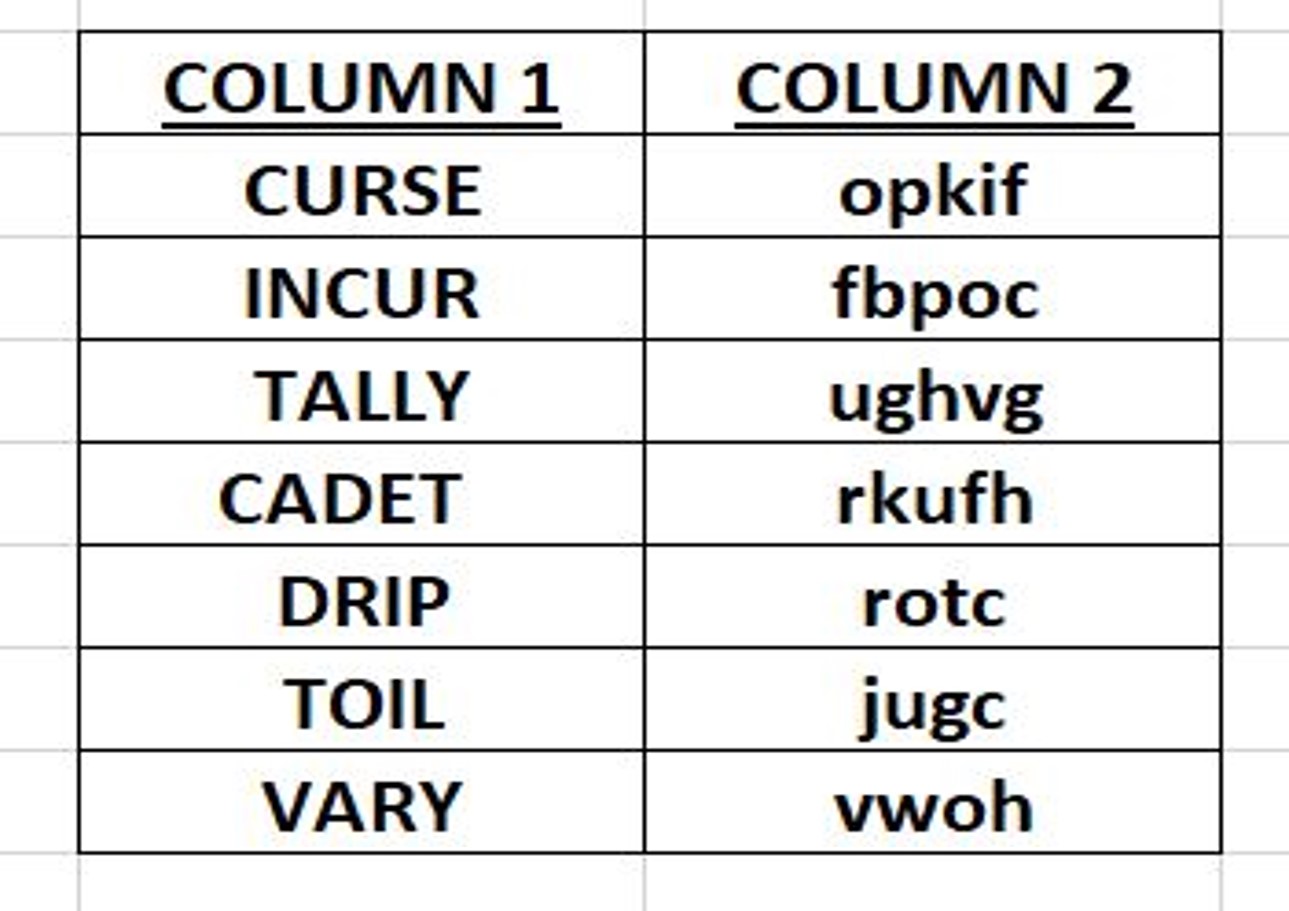 COLUMN 1 COLUMN 2
CURSE opkif
INCUR fbpoc
TALLY ughvg
CADET rkufh
DRIP rotc
TOIL jugc
VARY vwoh